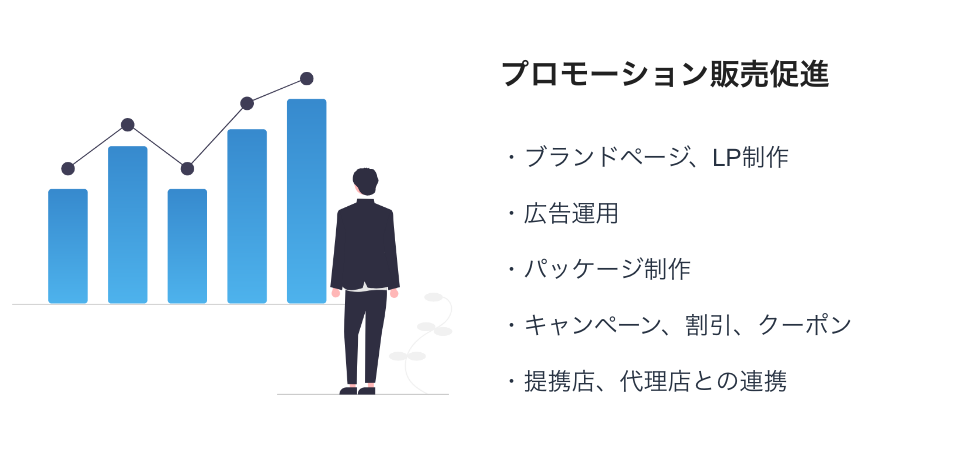 プロモーション販売促進
・ブランドページ、LP制作
・広告運用
・パッケージ制作
・キャンペーン、割引、クーポン
・提携店、代理店との連携